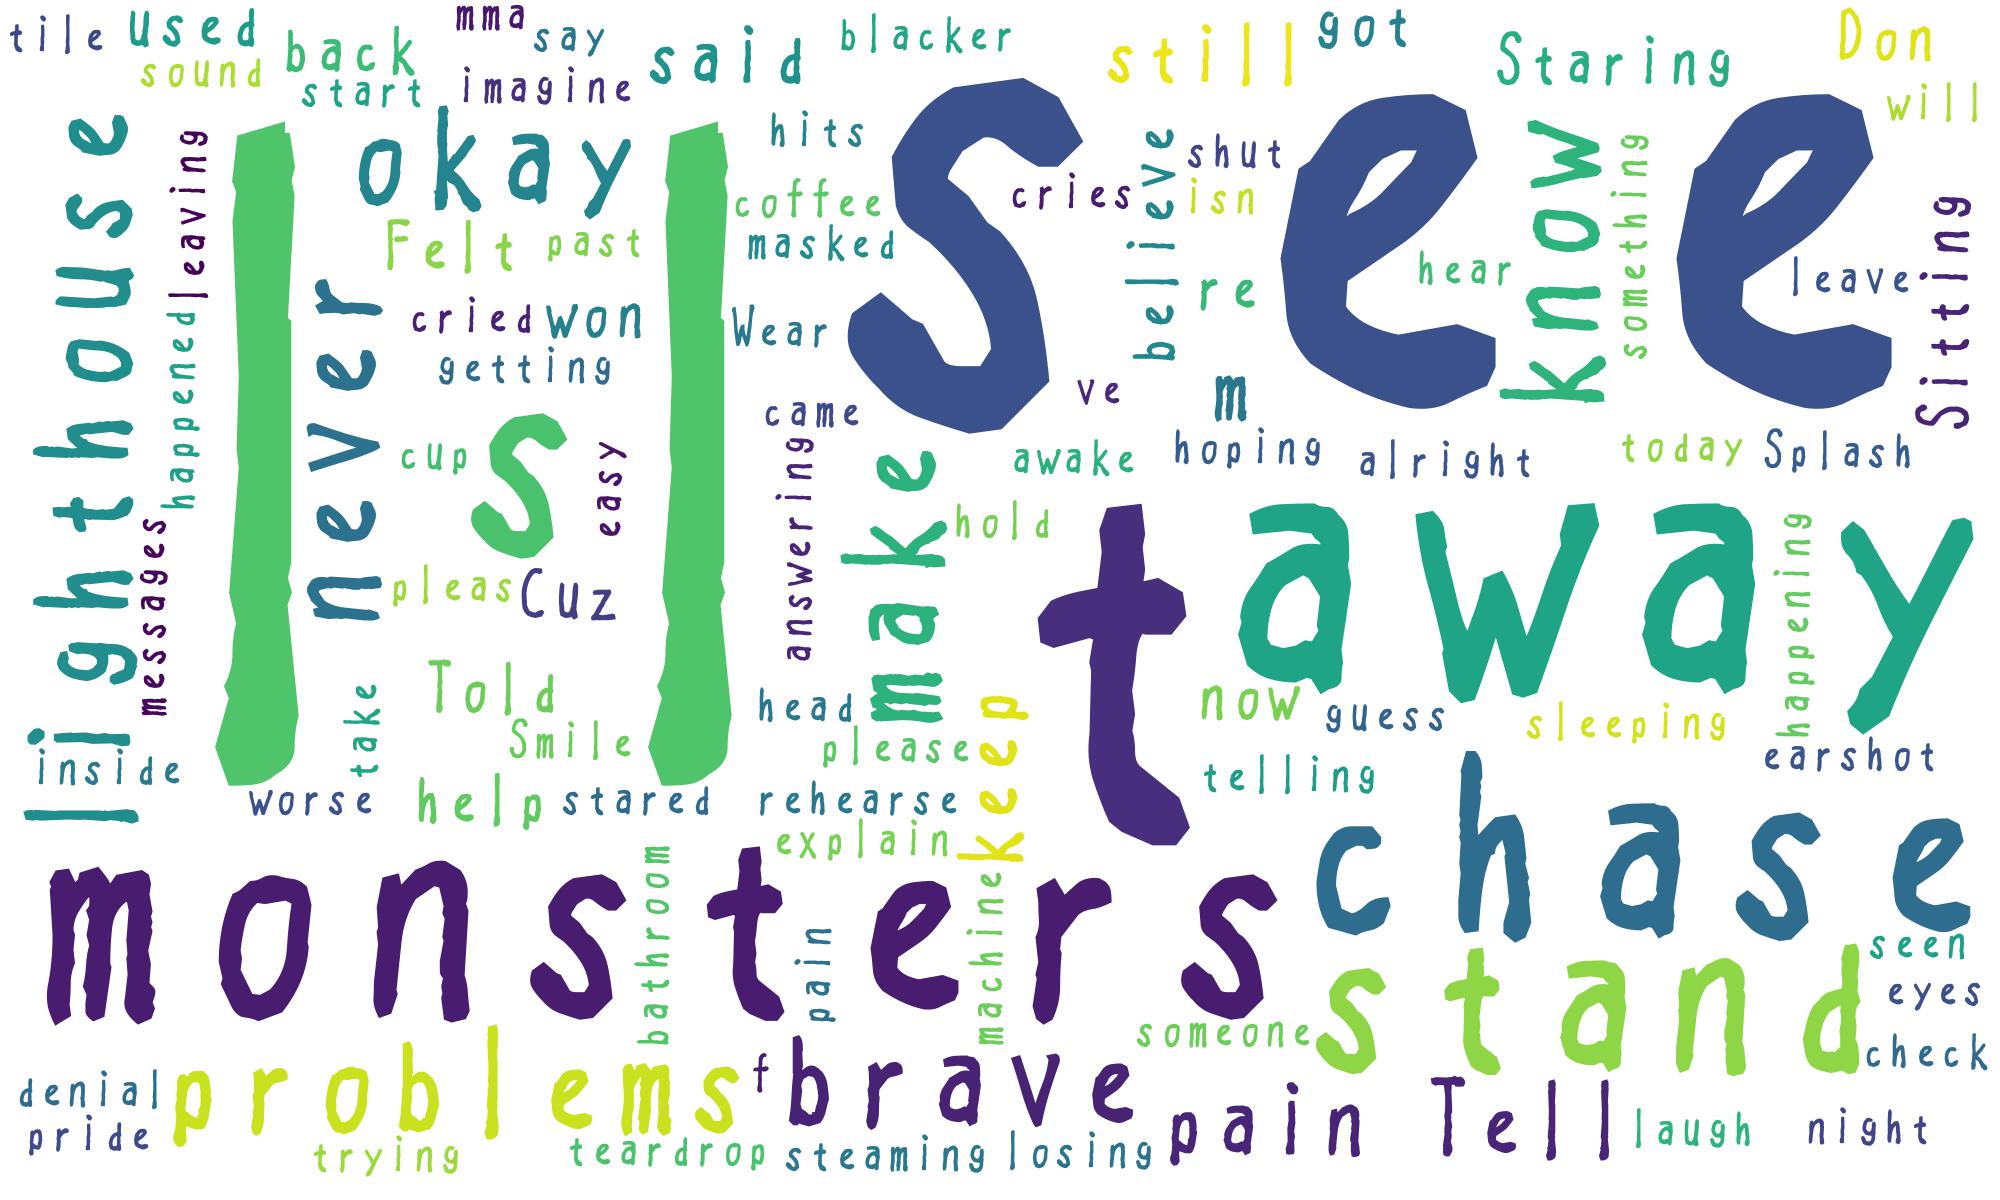 tile used back mma say said blacker still got Staring Don
sound start imagine will
lighthouse leaving ll okay hits see believe shut know something
coffee cries isn Sitting
Felt past masked hear leave
happened never cried won Wear re
getting came ve m
cup s easy answering make awake hoping alright today Splash
messages hold t away happening
pleas Cuz
take Told head now guess sleeping
inside Smile please keep telling earshot
worse help stared rehearse chase
explain
monsters bathroom pain machine stand seen
eyes
someone check
denial problems f brave pain Tell laugh night
pride trying teardrop steaming losing